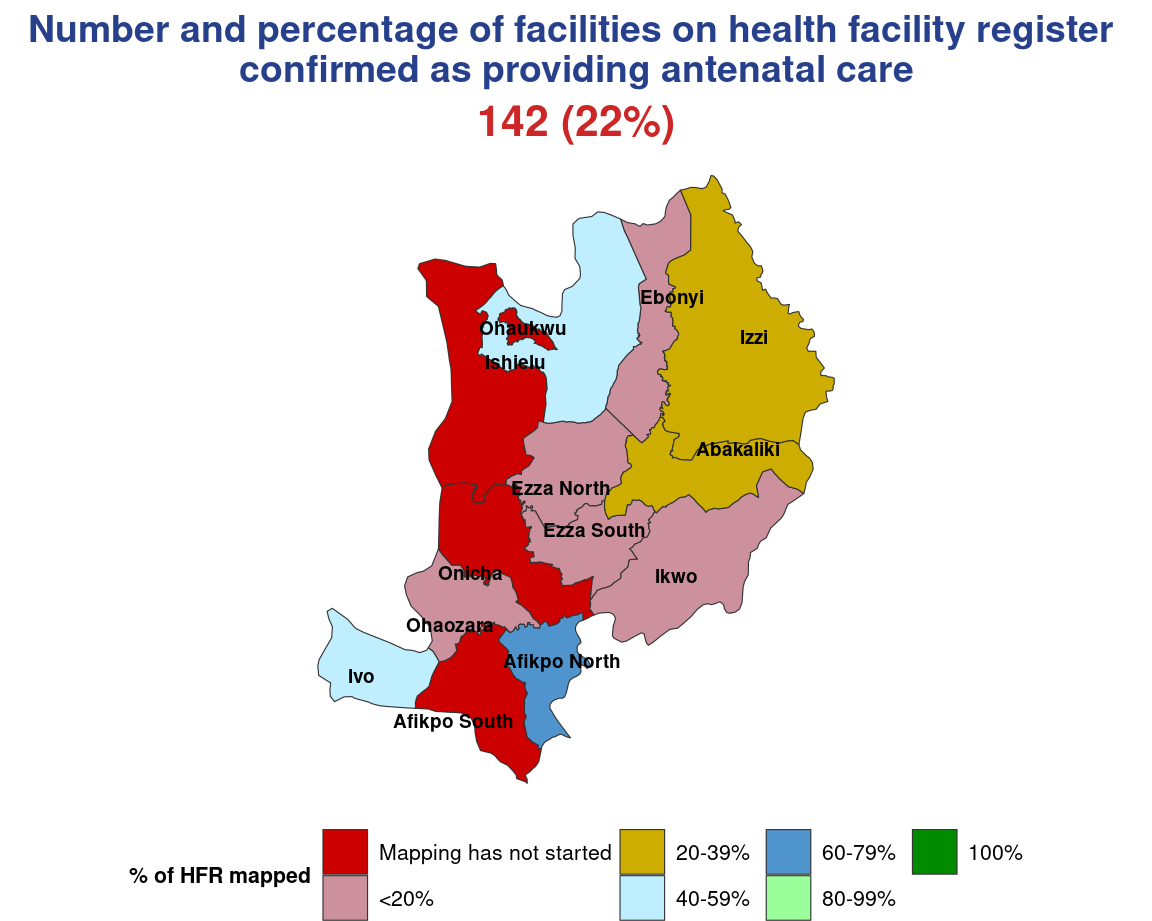 Number and percentage of facilities on health facility register
confirmed as providing antenatal care
142 (22%)
Ebonyi
Ohaukwu
Izzi
Ishielu
Abakaliki
Ezza North
Ezza South
Onicha
Ikwo
Ohaozara
Afikpo North
Ivo
Afikpo South
% of HFR mapped
Mapping has not started
<20%
20-39%
40-59%
60-79%
80-99%
100%